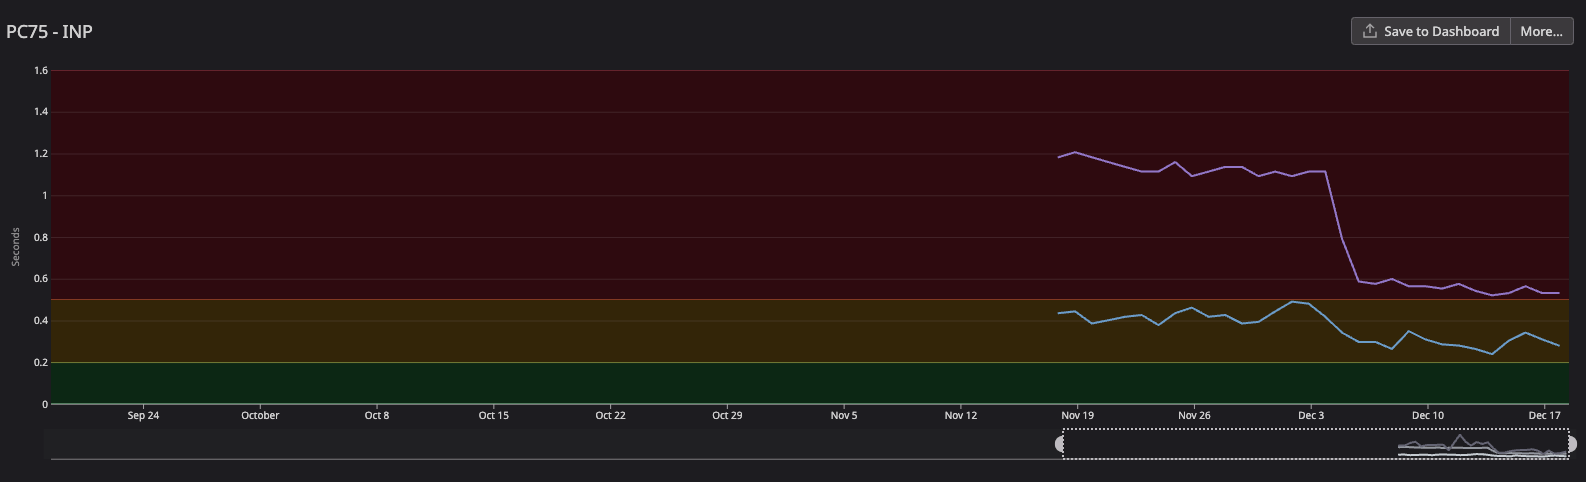 PC75 - INP
Save to Dashboard
More...
1.6
1.4
1.2
1
0.8
0.6
0.4
0.2
0
Seconds
Sep 24
October
Oct 8
Oct 15
Oct 22
Oct 29
Nov 5
Nov 12
Nov 19
Nov 26
Dec 3
Dec 10
Dec 17